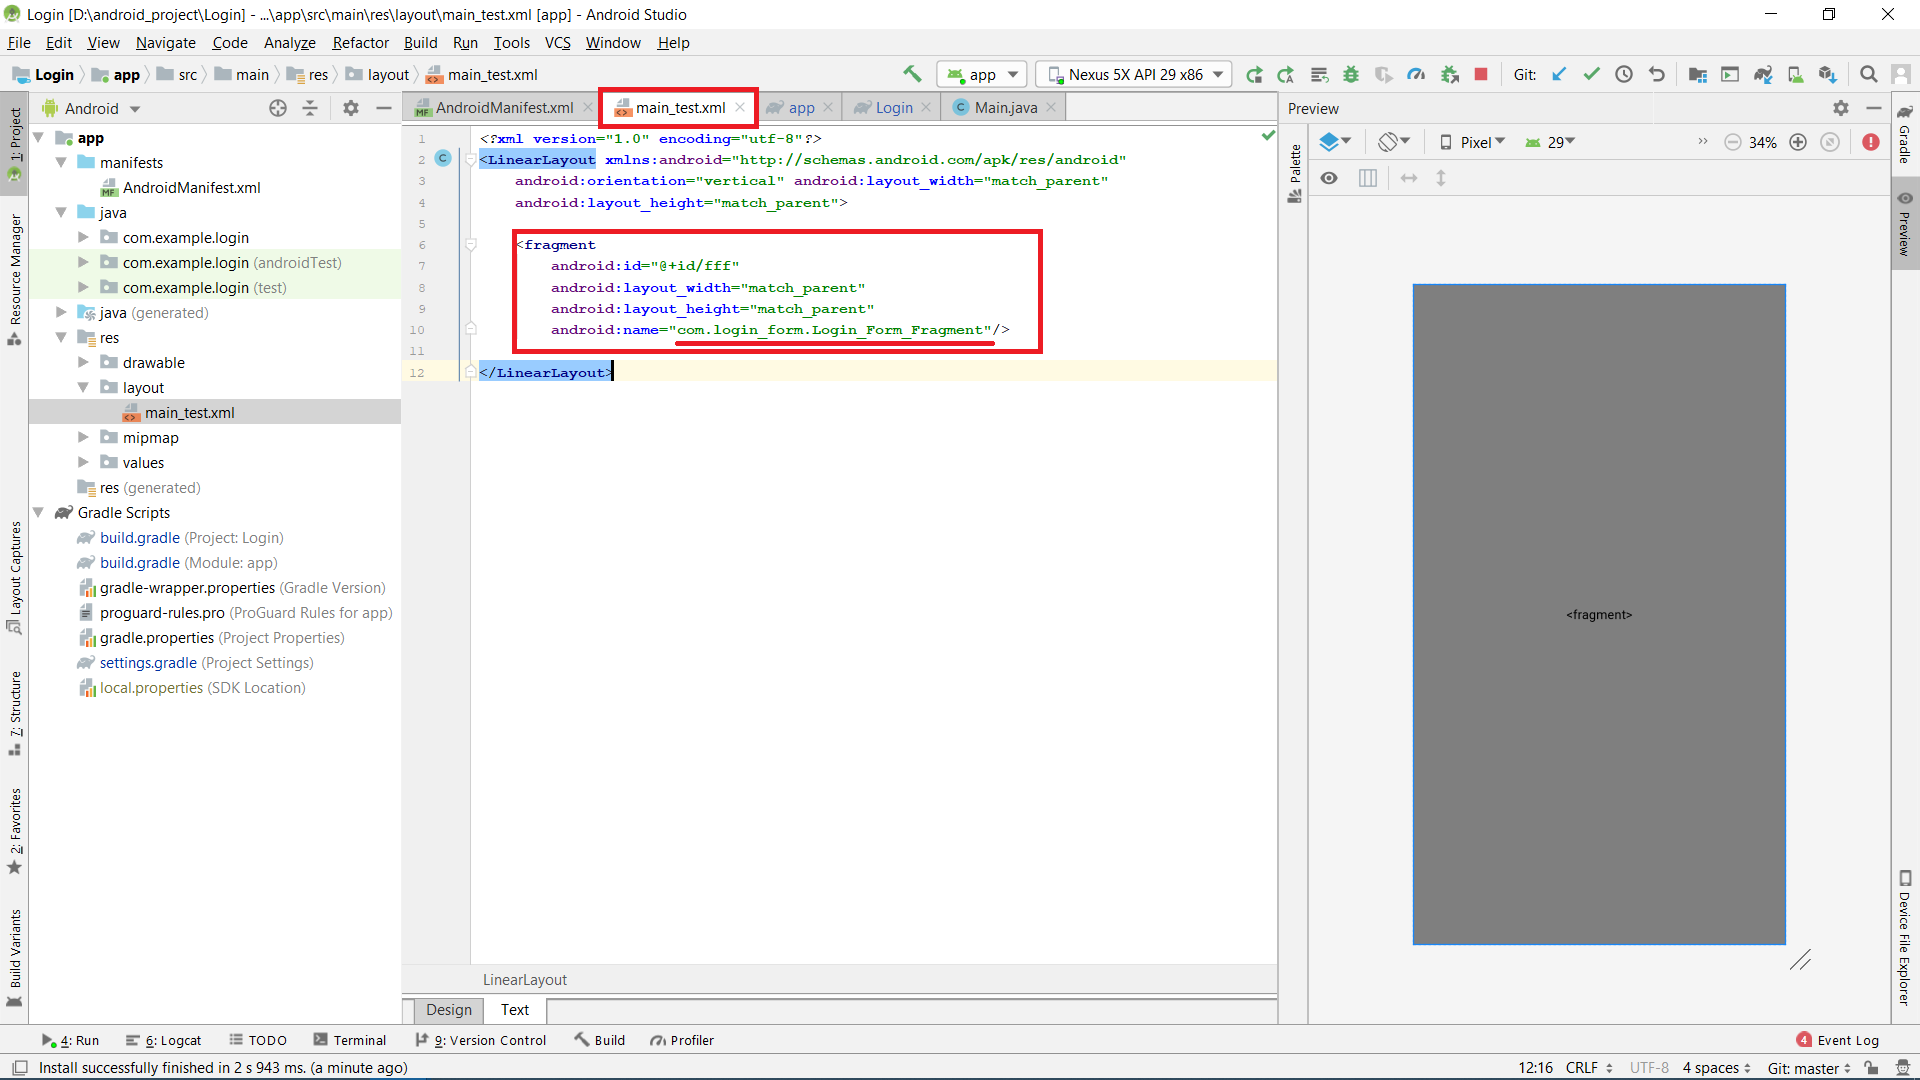 Login [D:\android_project\Login] - ...\app\src\main\res\layout\main_test.xml [app] - Android Studio
File Edit View Navigate Code Analyze Refactor Build Run Tools VCS Window Help
Login app src main res layout main_test.xml app Nexus 5X API 29 x86 Git:
1: Project
Resource Manager
Layout Captures
7: Structure
2: Favorites
Build Variants
Android
app
manifests
MF AndroidManifest.xml
java
com.example.login
com.example.login (androidTest)
com.example.login (test)
java (generated)
res
drawable
layout
main_test.xml
mipmap
values
res (generated)
Gradle Scripts
build.gradle (Project: Login)
build.gradle (Module: app)
gradle-wrapper.properties (Gradle Version)
proguard-rules.pro (ProGuard Rules for app)
gradle.properties (Project Properties)
settings.gradle (Project Settings)
local.properties (SDK Location)
MF AndroidManifest.xml main_test.xml app Login C Main.java
1 <?xml version="1.0" encoding="utf-8"?>
2 C <LinearLayout xmlns:android="http://schemas.android.com/apk/res/android"
3 android:orientation="vertical" android:layout_width="match_parent"
4 android:layout_height="match_parent">
5
6 <fragment
7 android:id="@+id/fff"
8 android:layout_width="match_parent"
9 android:layout_height="match_parent"
10 android:name="com.login_form.Login_Form_Fragment"/>
11
12 </LinearLayout>
LinearLayout
Design Text
Preview
Palette
Pixel 29 >> 34%
<fragment>
Gradle
Preview
Device File Explorer
4: Run 6: Logcat TODO Terminal 9: Version Control Build Profiler 4 Event Log
Install successfully finished in 2 s 943 ms. (a minute ago) 12:16 CRLF UTF-8 4 spaces Git: master